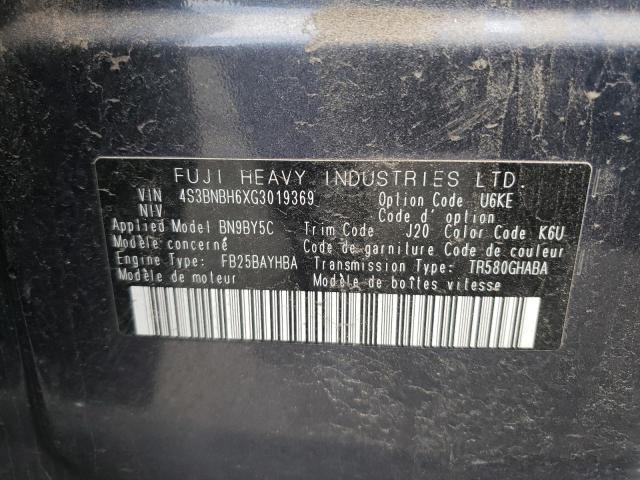 FUJI HEAVY INDUSTRIES LTD.
VIN 4S3BNBH6XG3019369 Option Code U6KE
NIV Code d' option
Applied Model BN9BY5C Trim Code J20 Color Code K6U
Modèle concerné Code de garniture Code de couleur
Engine Type: FB25BAYHBA Transmission Type: TR580GHABA
Modèle de moteur Modèle de boîtes vitesse